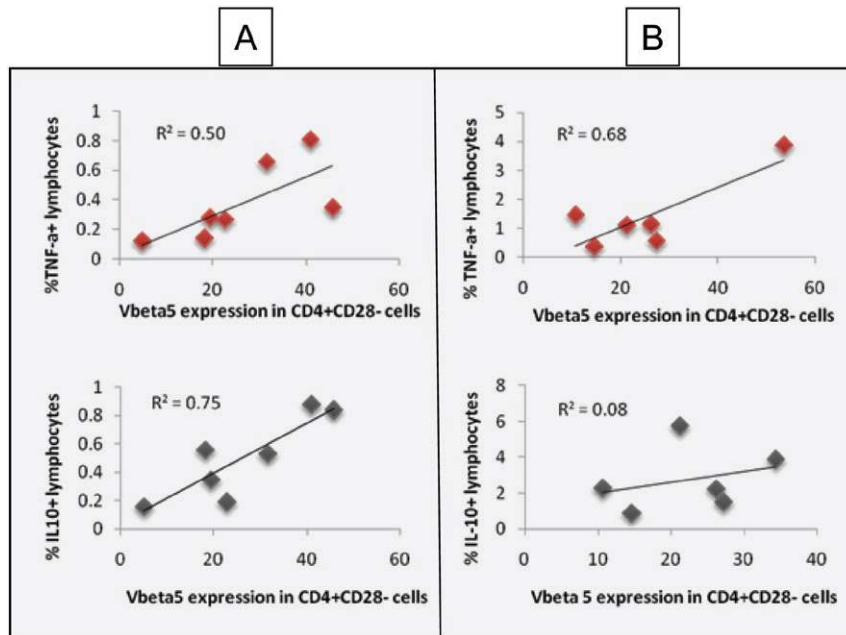 A
B
%TNF-a+ lymphocytes
1
0.8
0.6
0.4
0.2
0
R² = 0.50
0 20 40 60
Vbeta5 expression in CD4+CD28- cells
% TNF-a+ lymphocytes
5
4
3
2
1
0
R² = 0.68
0 20 40 60
Vbeta5 expression in CD4+CD28- cells
% IL10+ lymphocytes
1
0.8
0.6
0.4
0.2
0
R² = 0.75
0 20 40 60
Vbeta5 expression in CD4+CD28- cells
% IL-10+ lymphocytes
8
6
4
2
0
R² = 0.08
0 10 20 30 40
Vbeta 5 expression in CD4+CD28- cells